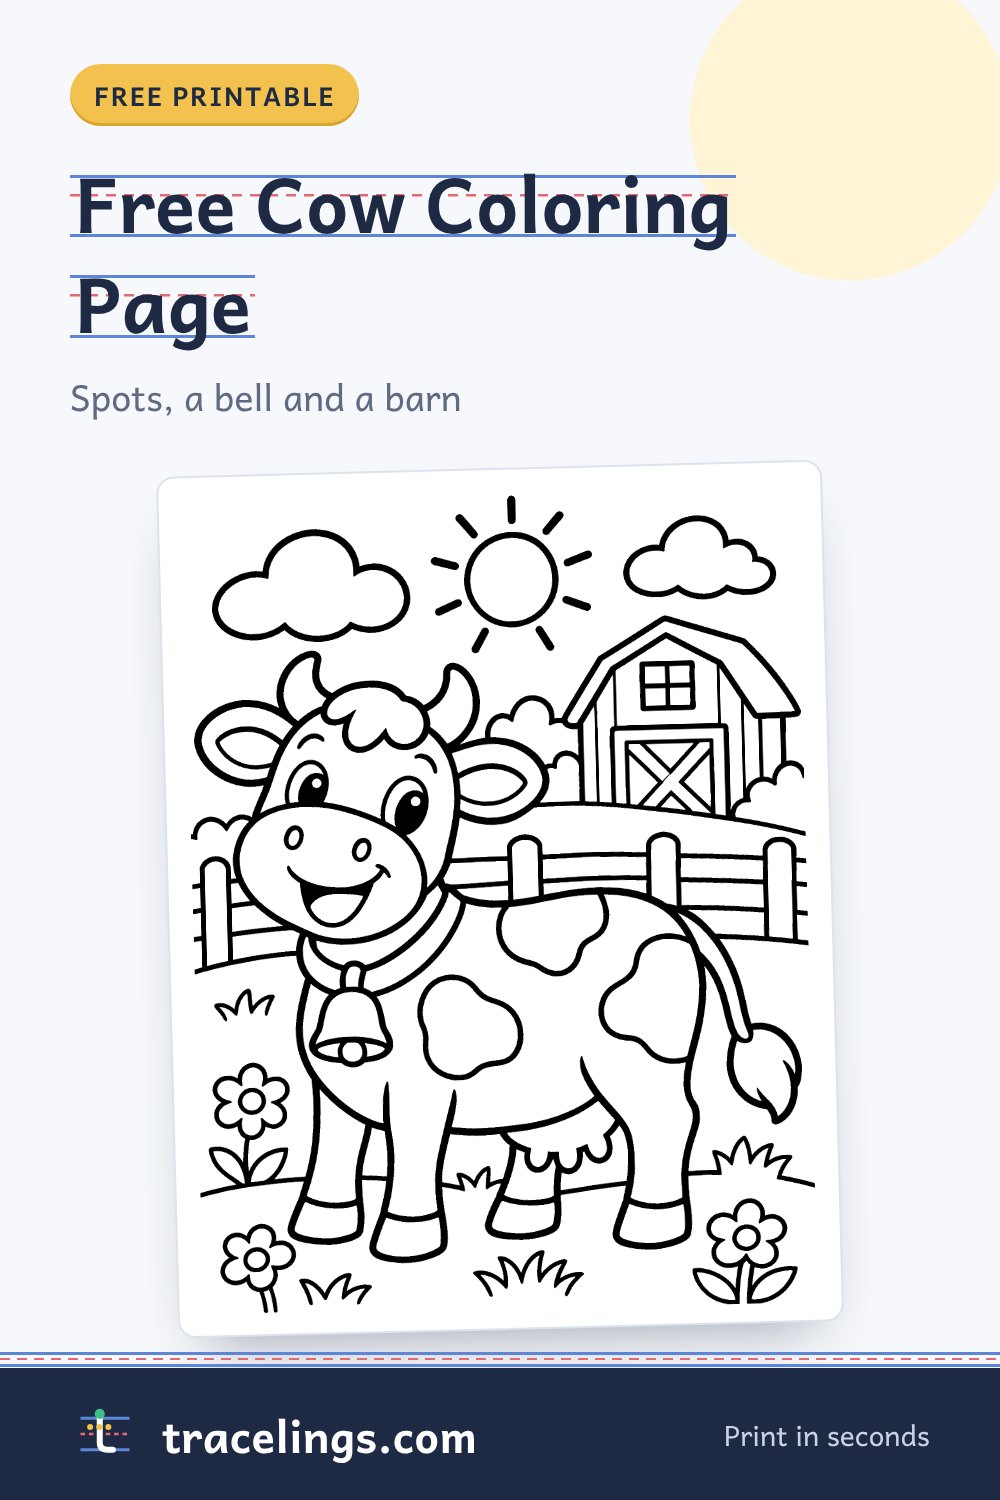 FREE PRINTABLE
Free Cow Coloring
Page
Spots, a bell and a barn
tracelings.com
Print in seconds